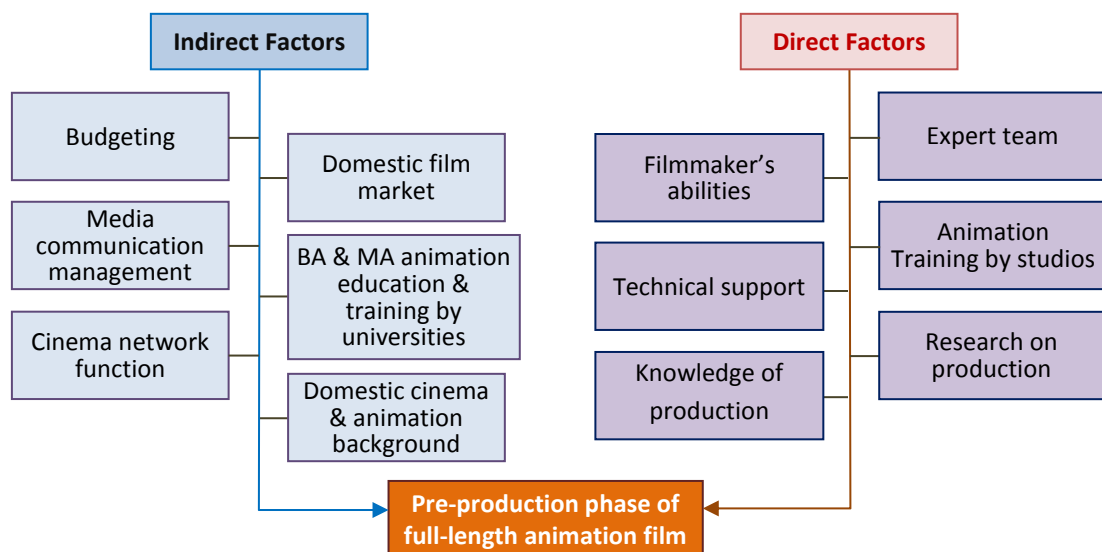 Indirect Factors
Direct Factors
Budgeting
Domestic film
market
Media
communication
management
BA & MA animation
education &
training by
universities
Cinema network
function
Domestic cinema
& animation
background
Filmmaker’s
abilities
Expert team
Technical support
Animation
Training by studios
Knowledge of
production
Research on
production
Pre-production phase of
full-length animation film